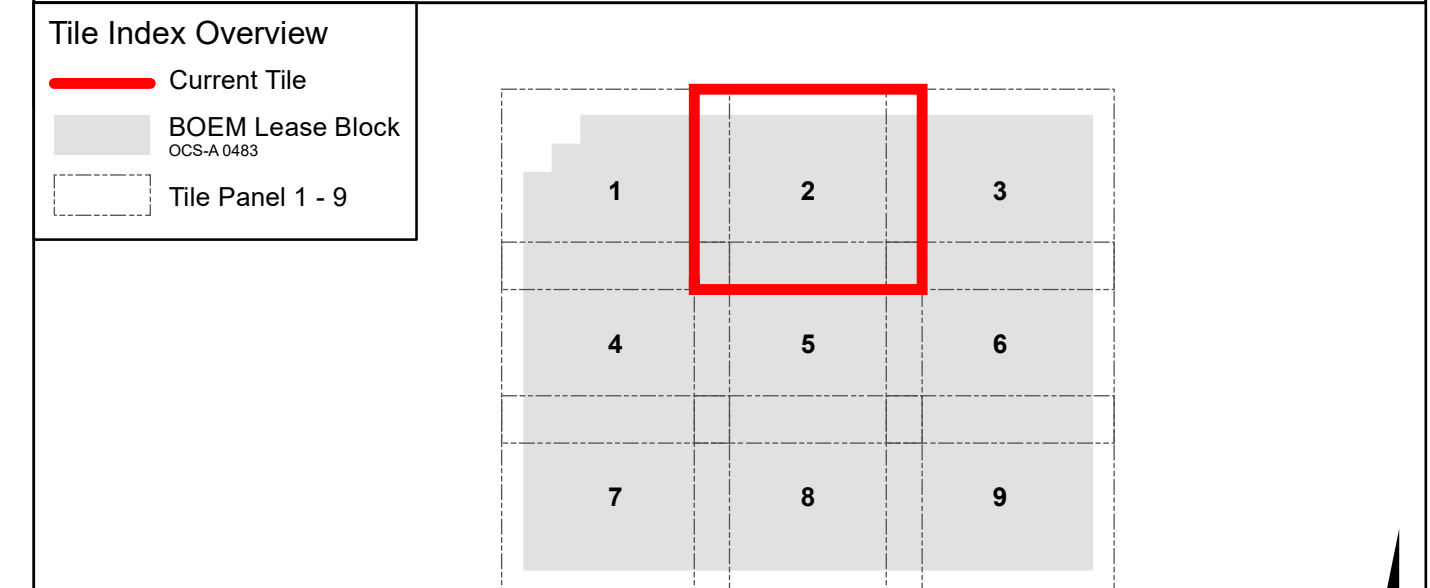 Tile Index Overview
Current Tile
BOEM Lease Block
OCS-A 0483
Tile Panel 1 - 9
1 2 3
4 5 6
7 8 9